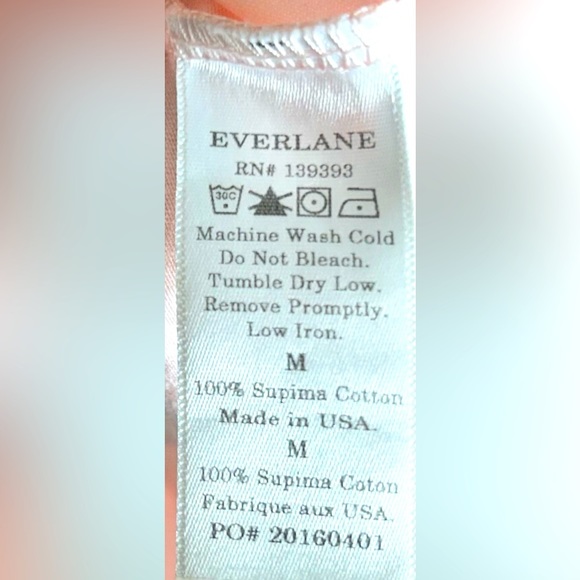 EVERLANE
RN# 139393
30C
Machine Wash Cold
Do Not Bleach.
Tumble Dry Low.
Remove Promptly.
Low Iron.
M
100% Supima Cotton
Made in USA.
M
100% Supima Coton
Fabrique aux USA.
PO# 20160401